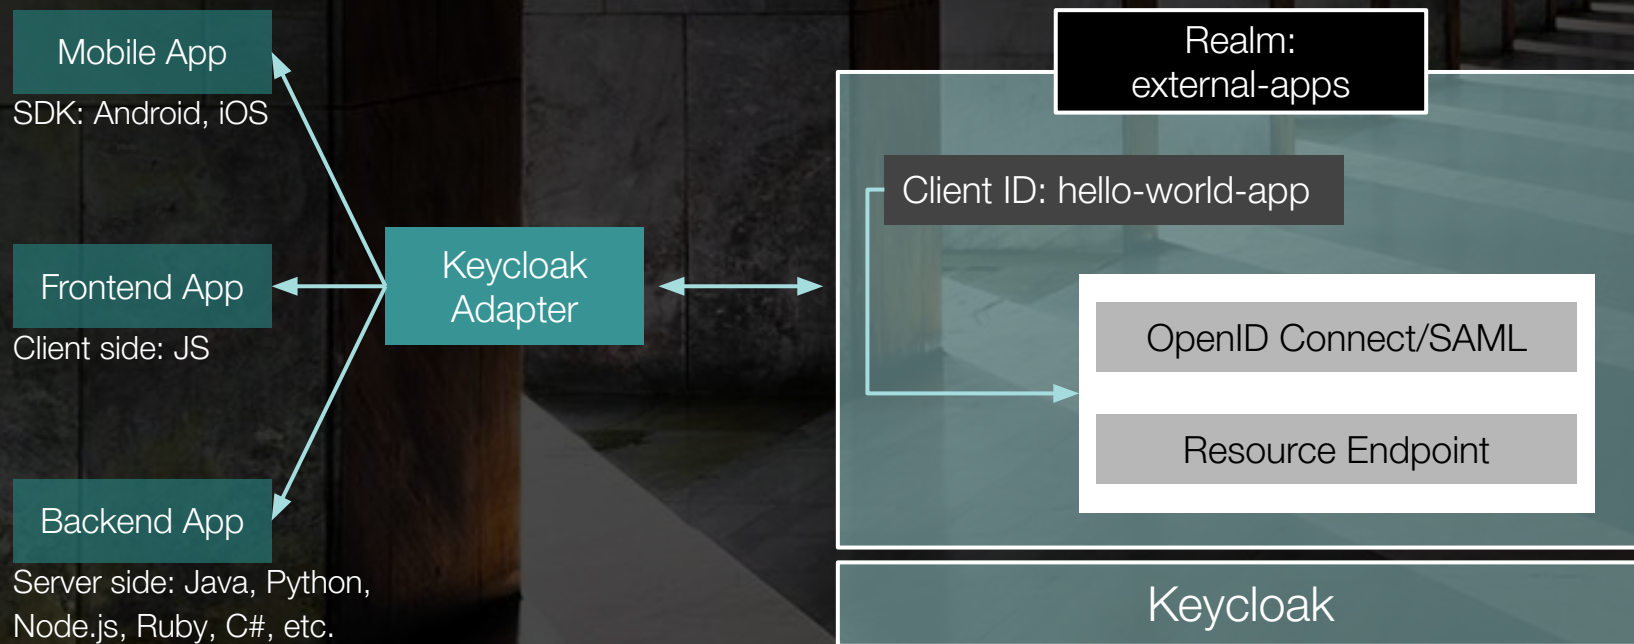 Mobile App
SDK: Android, iOS
Frontend App
Client side: JS
Backend App
Server side: Java, Python,
Node.js, Ruby, C#, etc.
Keycloak
Adapter
Realm:
external-apps
Client ID: hello-world-app
OpenID Connect/SAML
Resource Endpoint
Keycloak